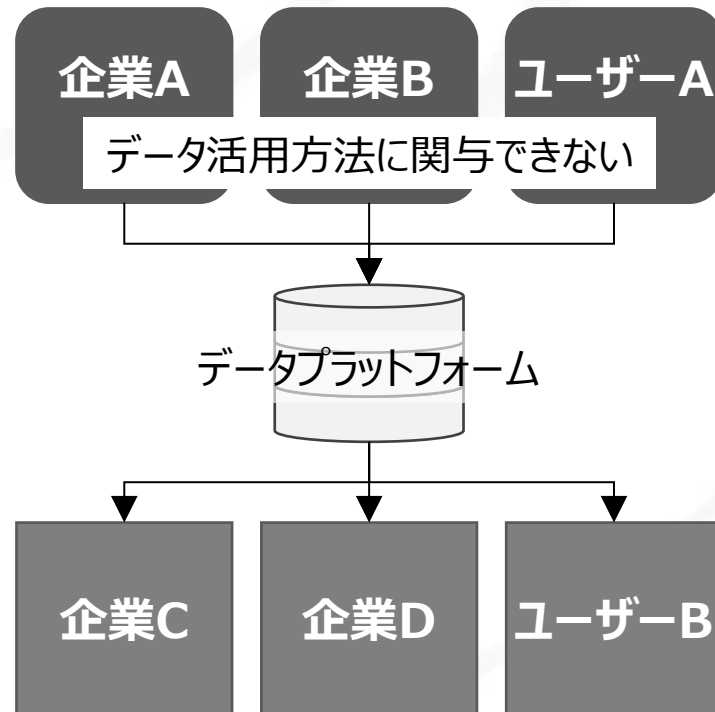 企業A
企業B
ユーザーA
データ活用方法に関与できない
データプラットフォーム
企業C
企業D
ユーザーB